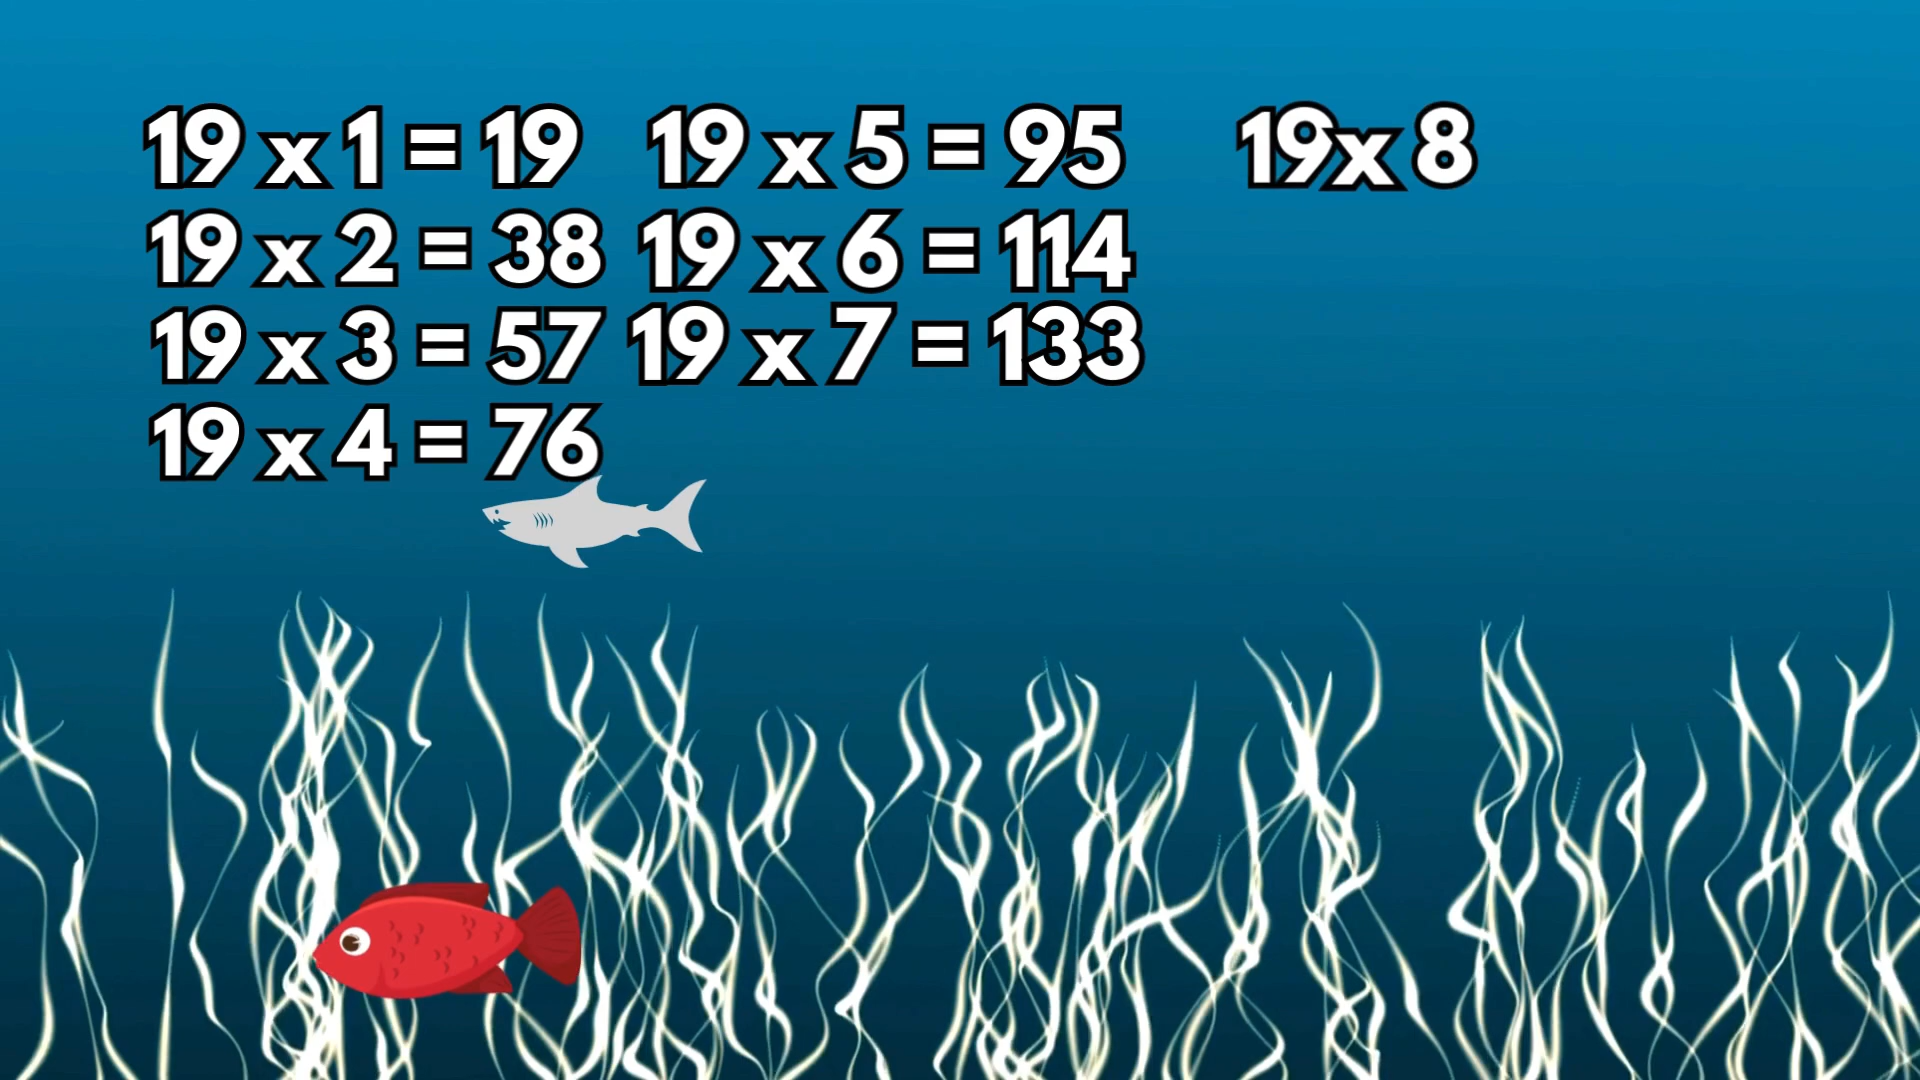 19 x 1 = 19
19 x 2 = 38
19 x 3 = 57
19 x 4 = 76
19 x 5 = 95
19 x 6 = 114
19 x 7 = 133
19x 8